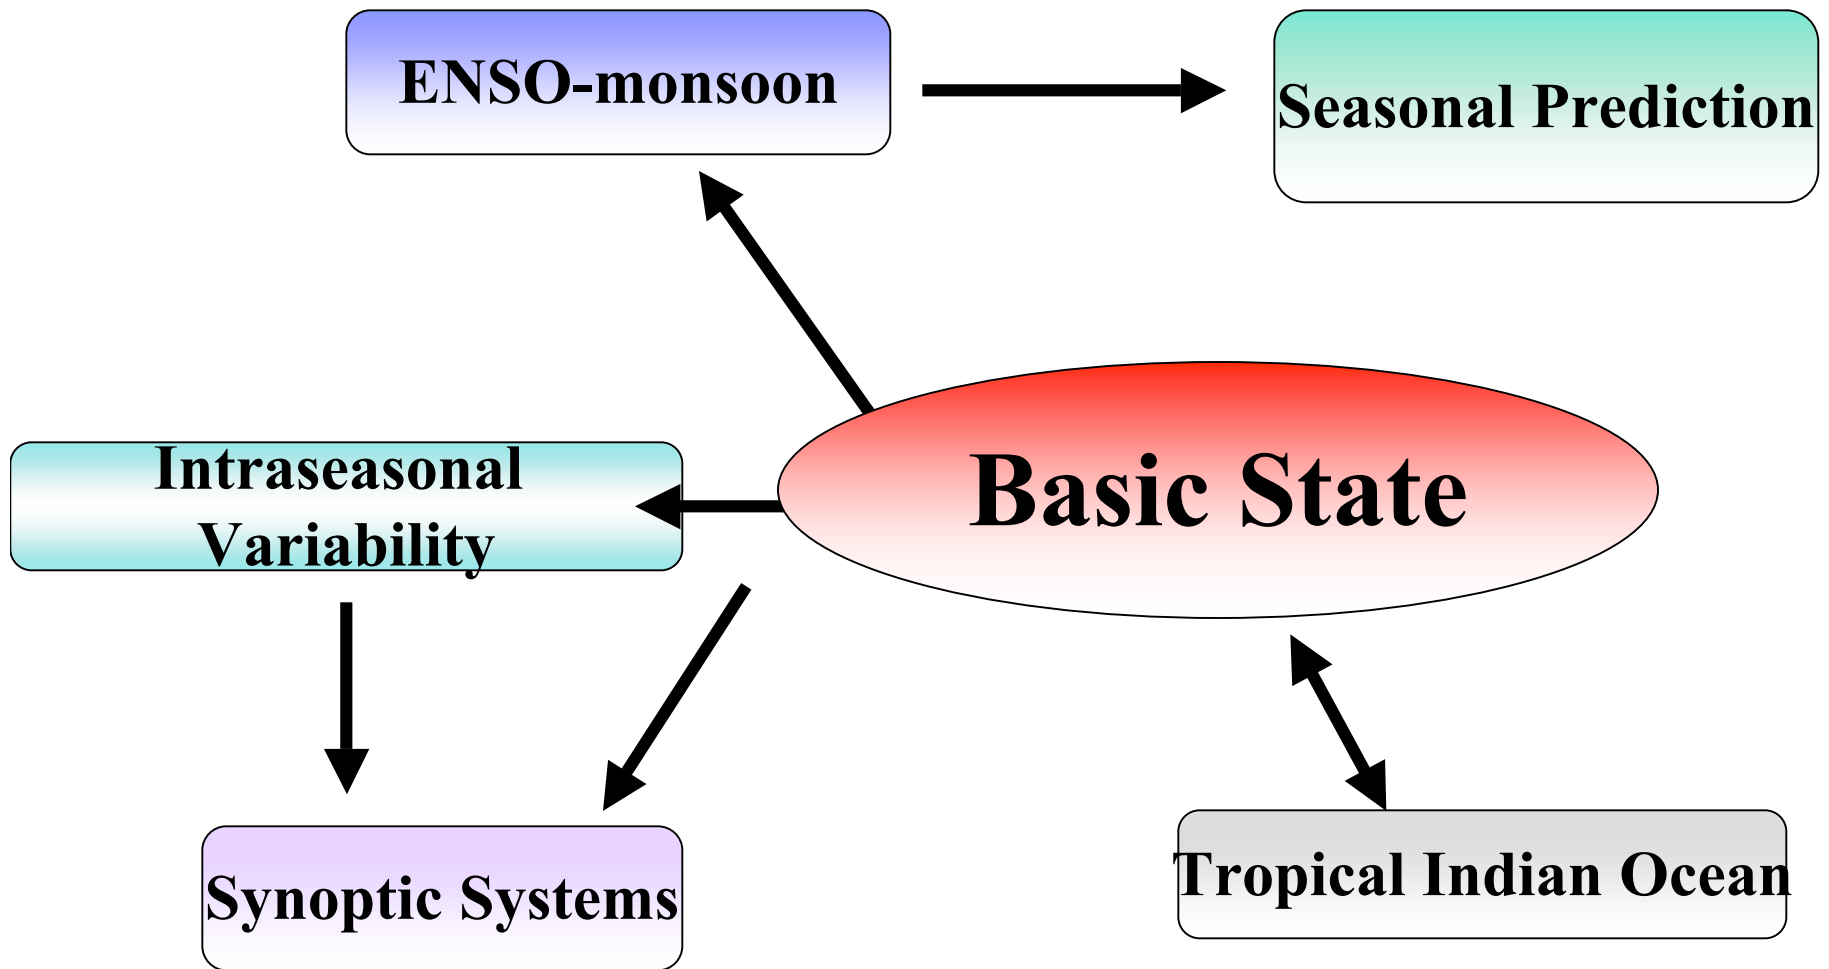 ENSO-monsoon
Seasonal Prediction
Intraseasonal
Variability
Basic State
Synoptic Systems
Tropical Indian Ocean